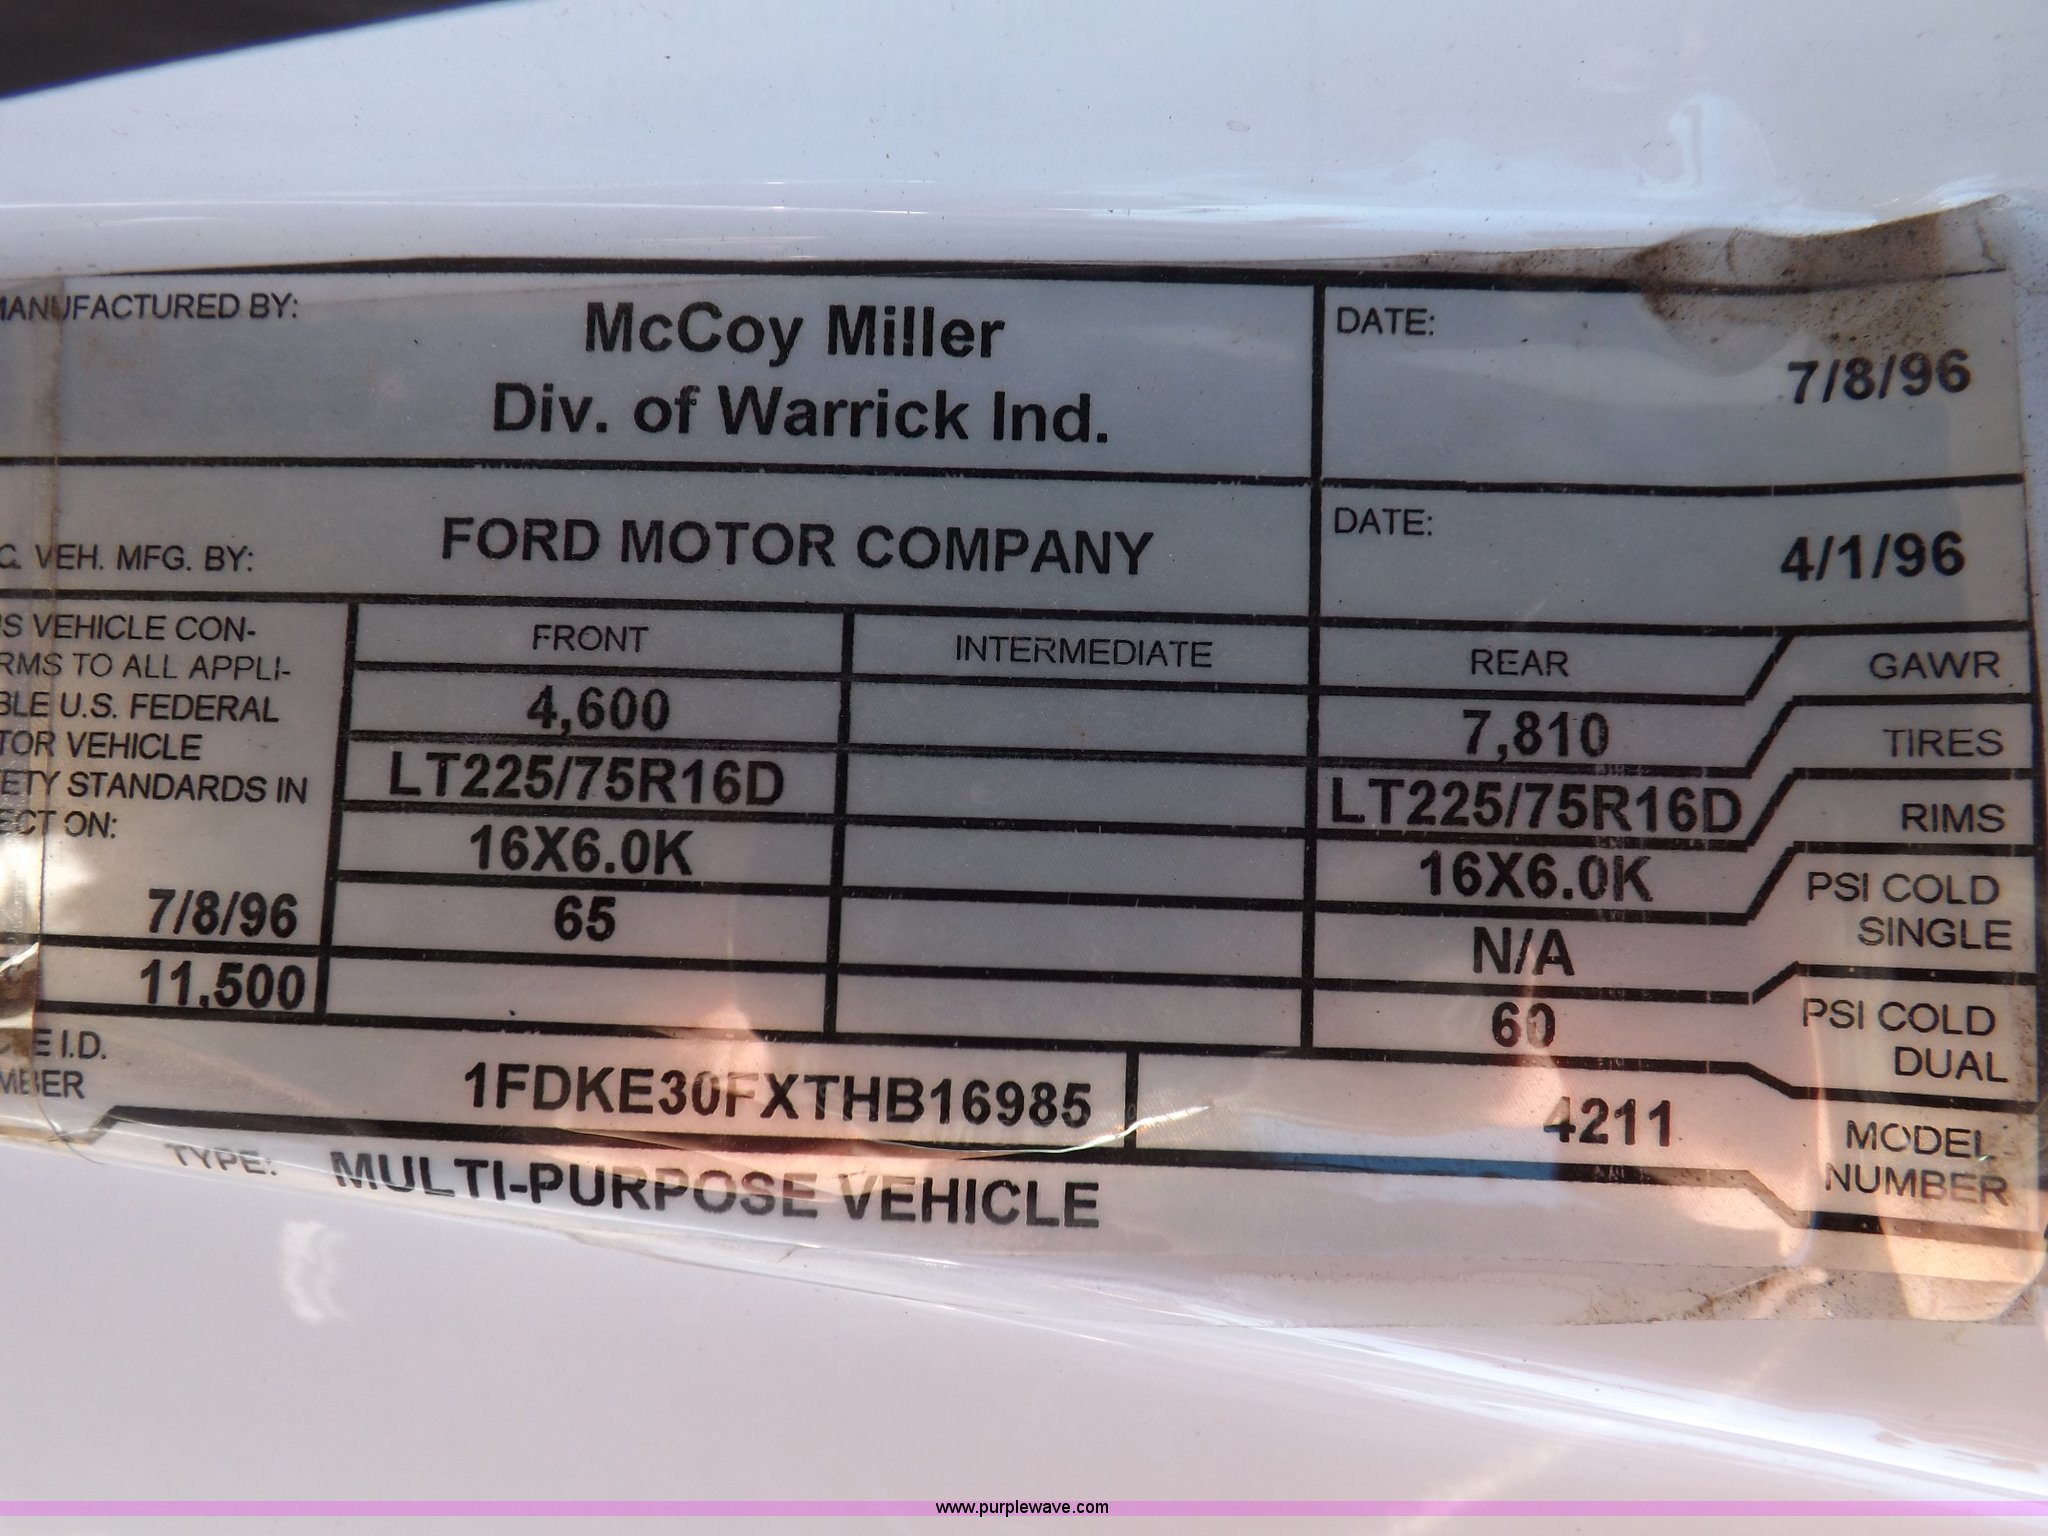 MANUFACTURED BY:
McCoy Miller
Div. of Warrick Ind.
DATE:
7/8/96
VEH. MFG. BY:
FORD MOTOR COMPANY
DATE:
4/1/96
VEHICLE CON-
RMS TO ALL APPLI-
BLE U.S. FEDERAL
TOR VEHICLE
ETY STANDARDS IN
ECT ON:
7/8/96
11,500
FRONT INTERMEDIATE REAR GAWR
4,600 7,810 TIRES
LT225/75R16D LT225/75R16D RIMS
16X6.0K 16X6.0K PSI COLD SINGLE
65 N/A
60 PSI COLD DUAL
E I.D.
MBER
1FDKE30FXTHB16985
4211
MODEL
NUMBER
TYPE: MULTI-PURPOSE VEHICLE
www.purplewave.com